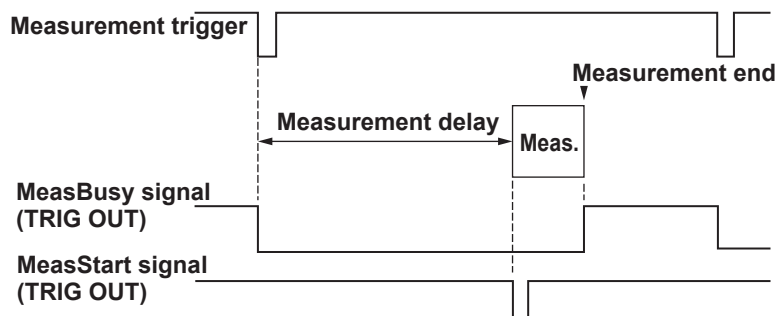 Measurement trigger
Measurement end
Measurement delay
Meas.
MeasBusy signal
(TRIG OUT)
MeasStart signal
(TRIG OUT)